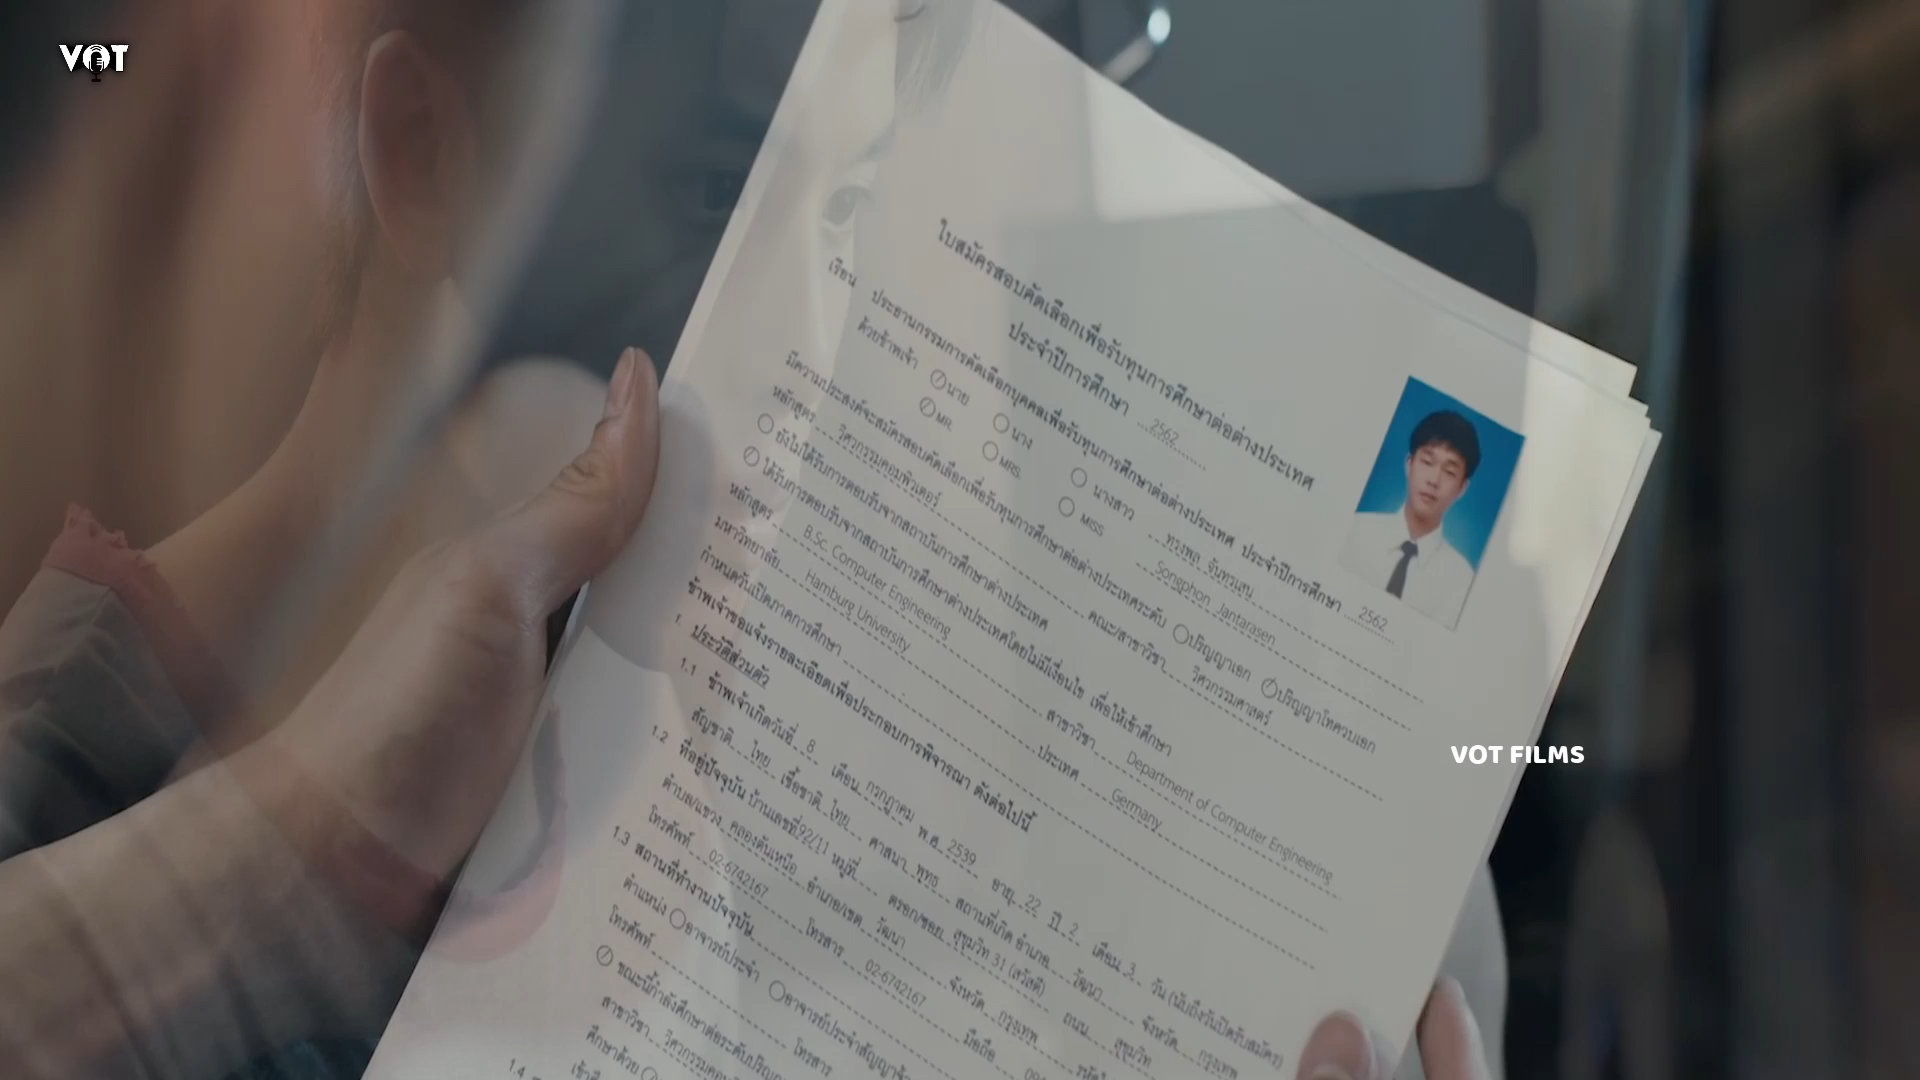 VOT
ใบสมัครสอบคัดเลือกเพื่อรับทุนการศึกษาต่อต่างประเทศ
ประจำปีการศึกษา 2562
เรียน ประธานกรรมการคัดเลือกบุคคลเพื่อรับทุนการศึกษาต่อต่างประเทศ ประจำปีการศึกษา 2562
ด้วยข้าพเจ้า นาย นาง นางสาว ทรงพล จันทรเสน
MR. MRS. MISS Songphon Jantarasen
มีความประสงค์จะสมัครสอบคัดเลือกเพื่อรับทุนการศึกษาต่อต่างประเทศระดับ ปริญญาเอก ปริญญาโทควบเอก
หลักสูตร วิศวกรรมคอมพิวเตอร์ คณะ/สาขาวิชา วิศวกรรมศาสตร์
ยังไม่ได้รับการตอบรับจากสถาบันการศึกษาต่างประเทศ
ได้รับการตอบรับจากสถาบันการศึกษาต่างประเทศโดยไม่มีเงื่อนไข เพื่อให้เข้าศึกษา
หลักสูตร B.Sc. Computer Engineering สาขาวิชา Department of Computer Engineering
มหาวิทยาลัย Hamburg University ประเทศ Germany
กำหนดวันเปิดภาคการศึกษา
ข้าพเจ้าขอแจ้งรายละเอียดเพื่อประกอบการพิจารณา ดังต่อไปนี้
1. ประวัติส่วนตัว
1.1 ข้าพเจ้าเกิดวันที่ 8 เดือน กรกฎาคม พ.ศ. 2539 อายุ 22 ปี 2 เดือน 3 วัน (นับถึงวันปิดรับสมัคร)
สัญชาติ ไทย เชื้อชาติ ไทย ศาสนา พุทธ สถานที่เกิด อำเภอ วัฒนา จังหวัด กรุงเทพ
1.2 ที่อยู่ปัจจุบัน บ้านเลขที่ 92/11 หมู่ที่ ตรอก/ซอย สุขุมวิท 31 (สวัสดี) ถนน สุขุมวิท
ตำบล/แขวง คลองตันเหนือ อำเภอ/เขต วัฒนา จังหวัด กรุงเทพ
โทรศัพท์ 02-6742167 โทรสาร 02-6742167 มือถือ
1.3 สถานที่ทำงานปัจจุบัน
ตำแหน่ง อาจารย์ประจำ อาจารย์ประจำสัญญาจ้าง
โทรศัพท์ โทรสาร
ขณะนี้กำลังศึกษาต่อระดับปริญญา
สาขาวิชา
ศึกษาด้วย
1.4
VOT FILMS